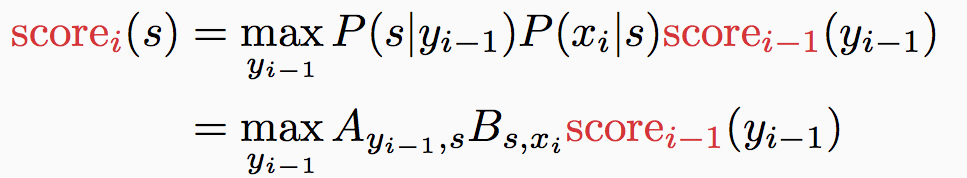 score_i(s) = max_{y_{i−1}} P(s|y_{i−1})P(x_i|s)score_{i−1}(y_{i−1})
= max_{y_{i−1}} A_{y_{i−1},s}B_{s,x_i}score_{i−1}(y_{i−1})